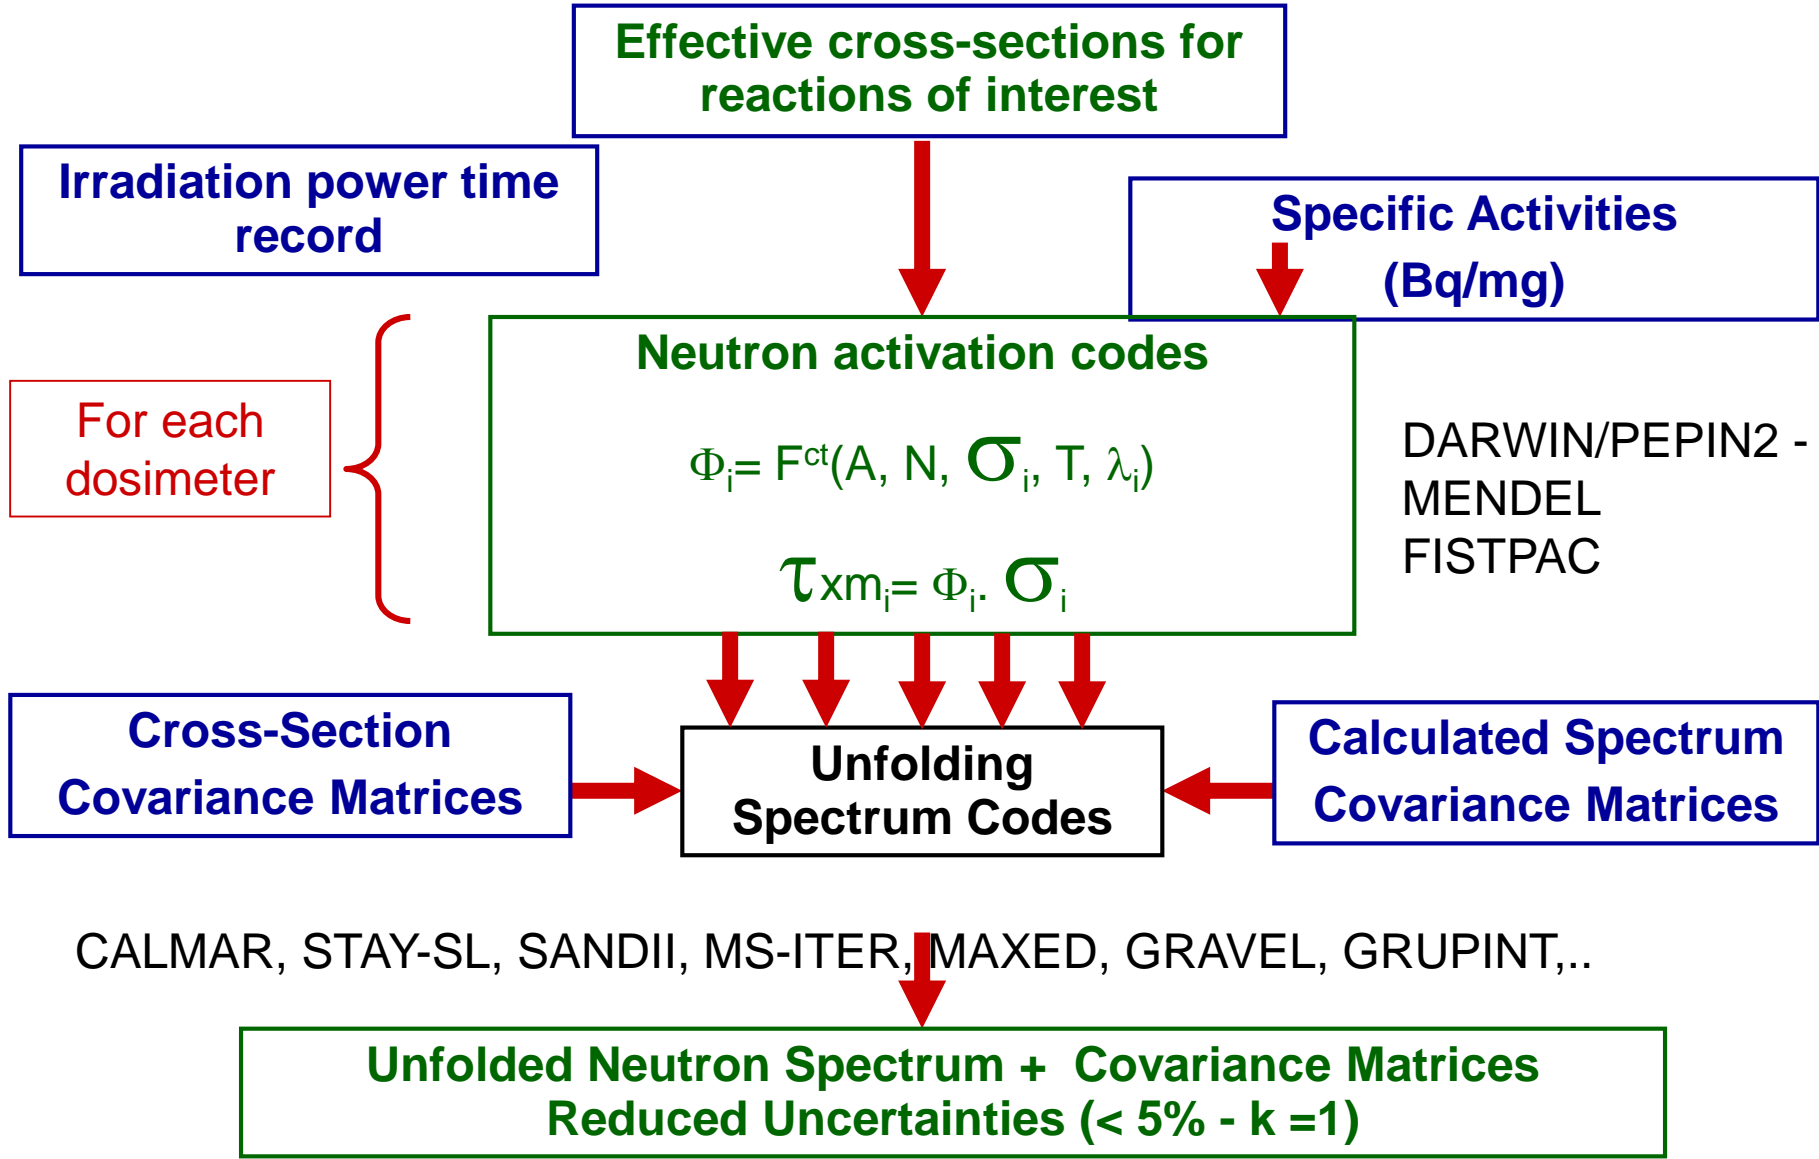 Effective cross-sections for
reactions of interest
Irradiation power time
record
Specific Activities
(Bq/mg)
Neutron activation codes
For each
dosimeter
Φi= Fct(A, N, σi, T, λi)
τxmi= Φi. σi
DARWIN/PEPIN2 -
MENDEL
FISTPAC
Cross-Section
Covariance Matrices
Unfolding
Spectrum Codes
Calculated Spectrum
Covariance Matrices
CALMAR, STAY-SL, SANDII, MS-ITER, MAXED, GRAVEL, GRUPINT,..
Unfolded Neutron Spectrum + Covariance Matrices
Reduced Uncertainties (< 5% - k =1)